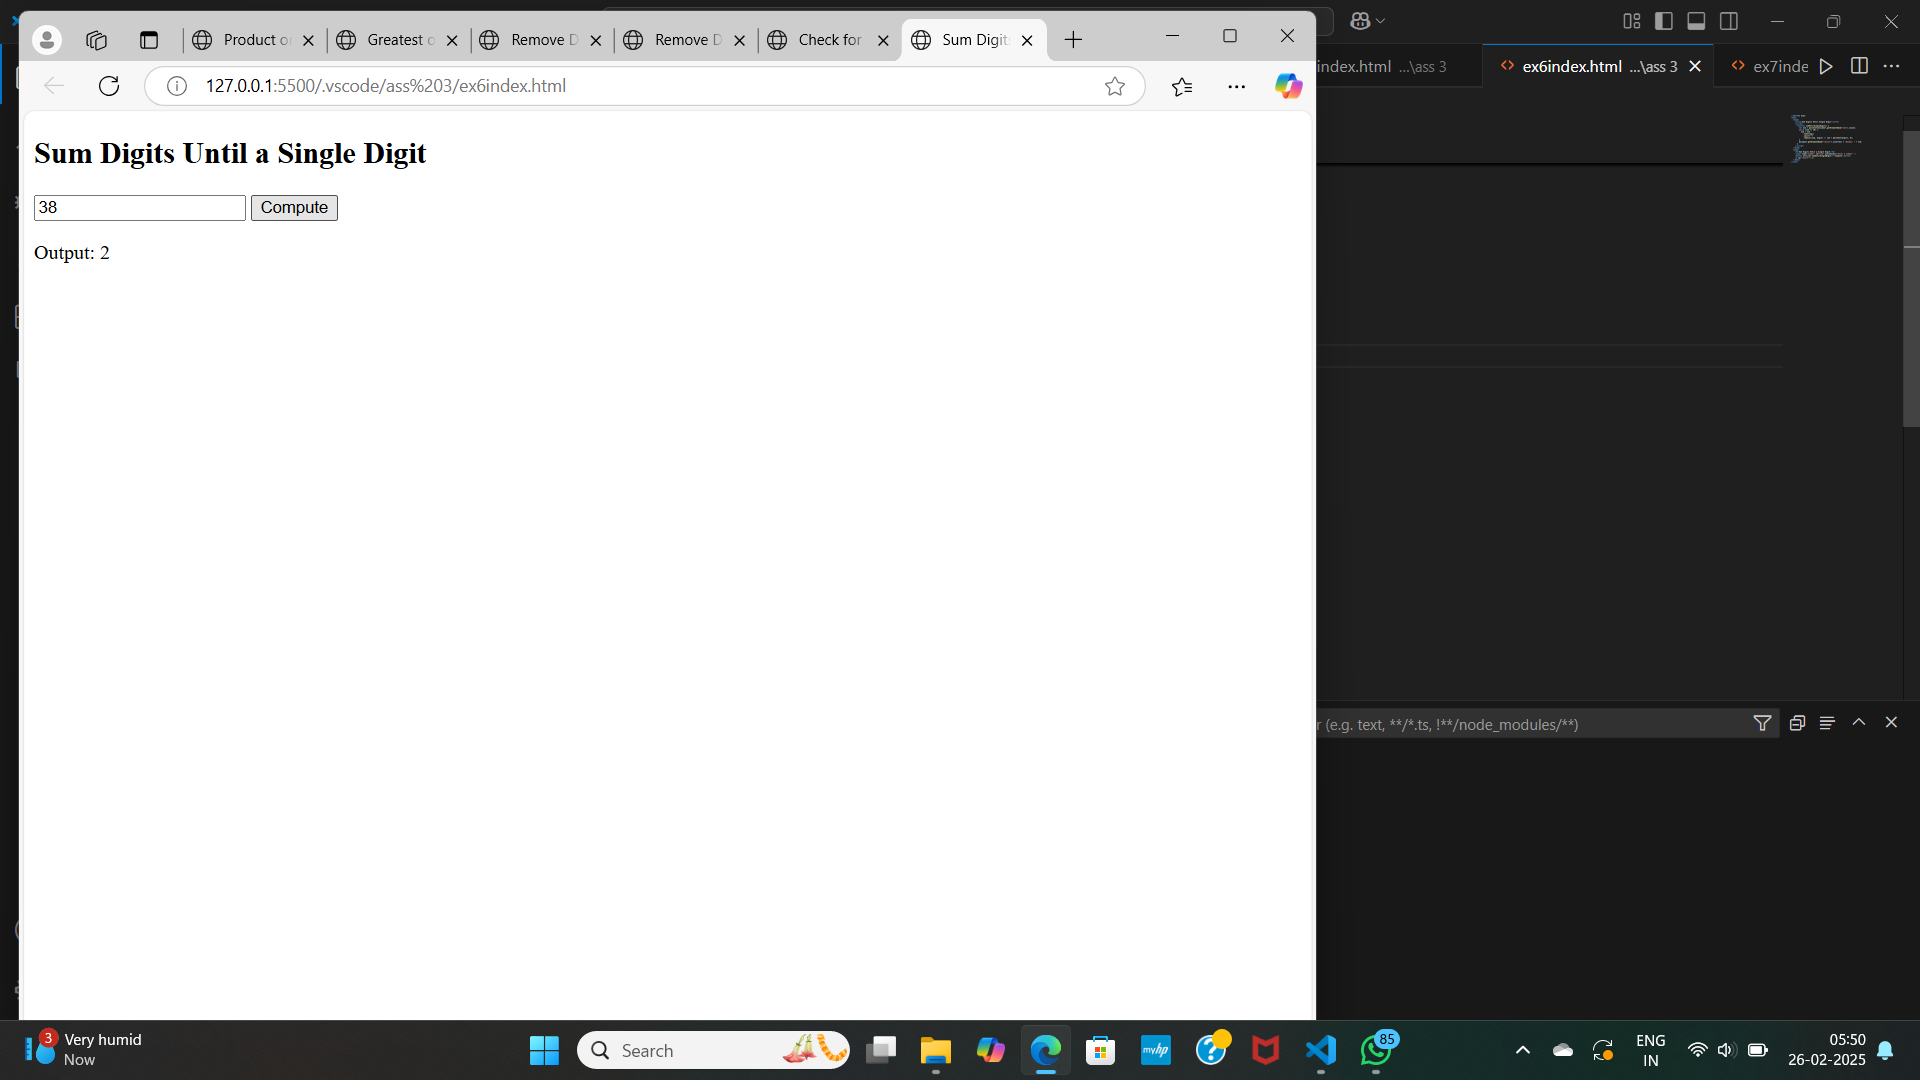 Product o
Greatest o
Remove D
Remove D
Check for
Sum Digit
127.0.0.1:5500/.vscode/ass%203/ex6index.html
index.html ...\ass 3
ex6index.html ...\ass 3
ex7inde
Sum Digits Until a Single Digit
38
Compute
Output: 2
r (e.g. text, **/*.ts, !**/node_modules/**)
3
Very humid
Now
Search
myhp
85
ENG
IN
05:50
26-02-2025